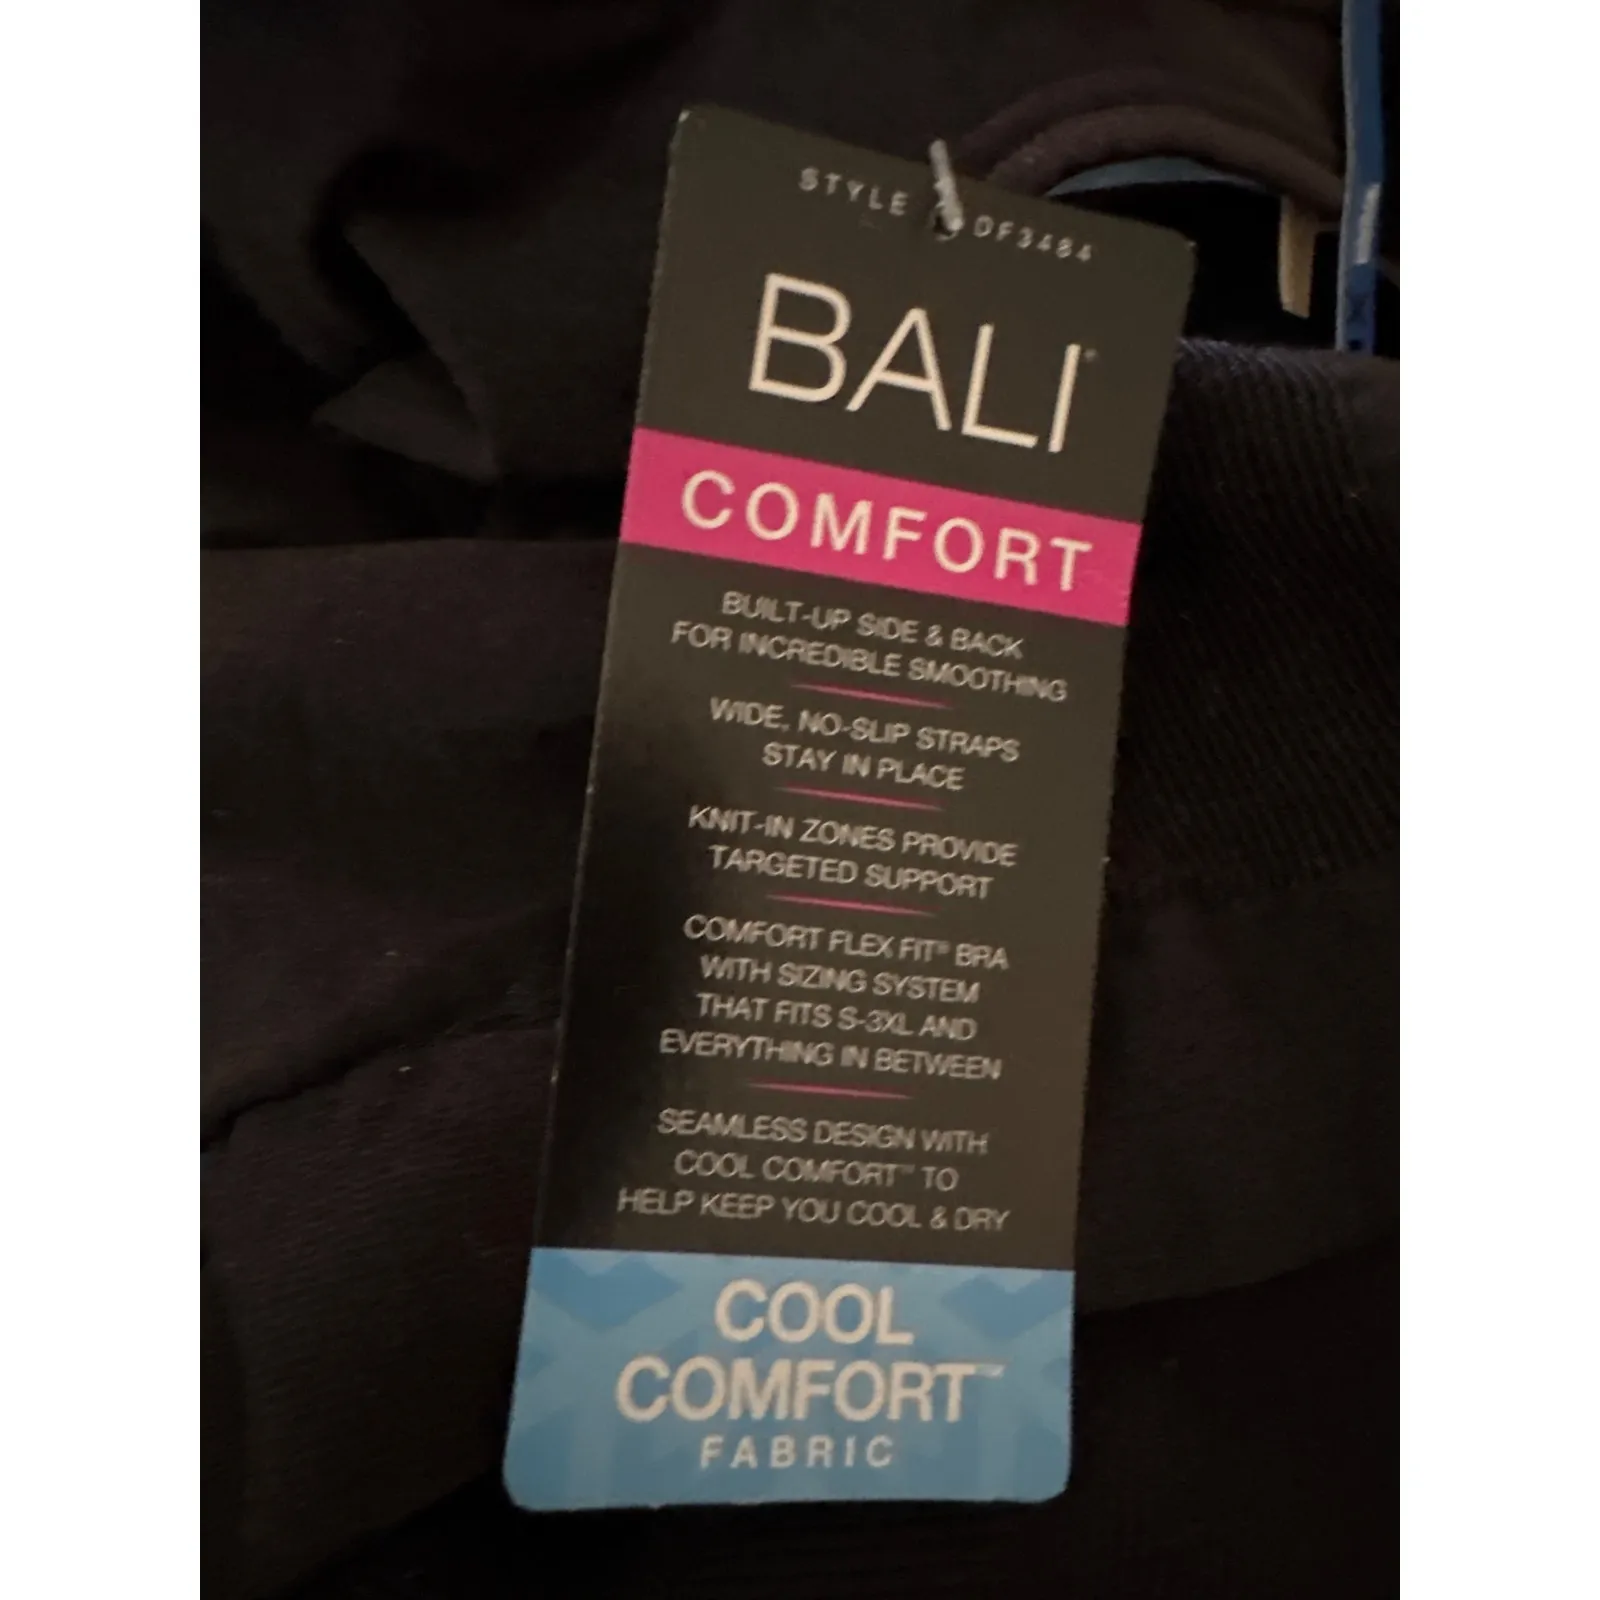 STYLE DF3484
BALI®
COMFORT
BUILT-UP SIDE & BACK
FOR INCREDIBLE SMOOTHING
WIDE, NO-SLIP STRAPS
STAY IN PLACE
KNIT-IN ZONES PROVIDE
TARGETED SUPPORT
COMFORT FLEX FIT® BRA
WITH SIZING SYSTEM
THAT FITS S-3XL AND
EVERYTHING IN BETWEEN
SEAMLESS DESIGN WITH
COOL COMFORT™ TO
HELP KEEP YOU COOL & DRY
COOL
COMFORT™
FABRIC